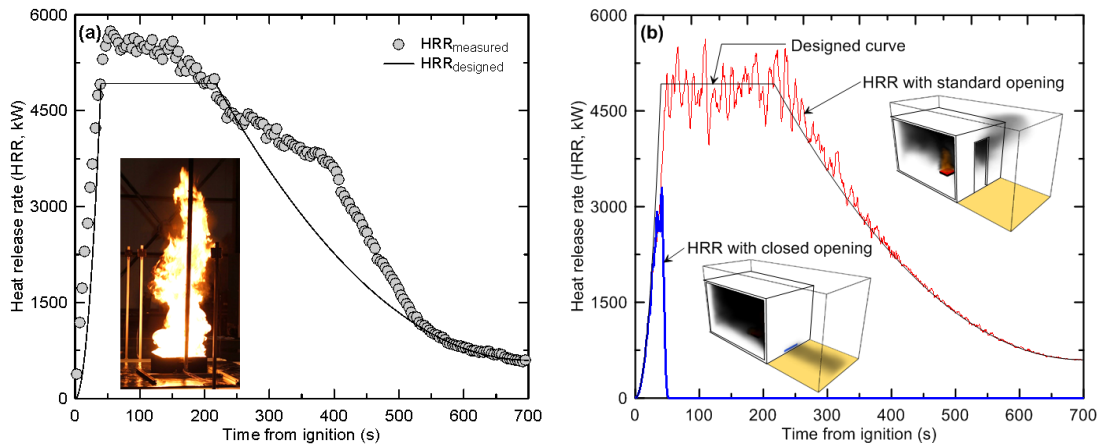 (a)
HRRmeasured
HRRdesigned
6000
4500
3000
1500
0
Heat release rate (HRR, kW)
0
100
200
300
400
500
600
700
Time from ignition (s)
(b)
Designed curve
HRR with standard opening
HRR with closed opening
6000
4500
3000
1500
0
Heat release rate (HRR, kW)
0
100
200
300
400
500
600
700
Time from ignition (s)